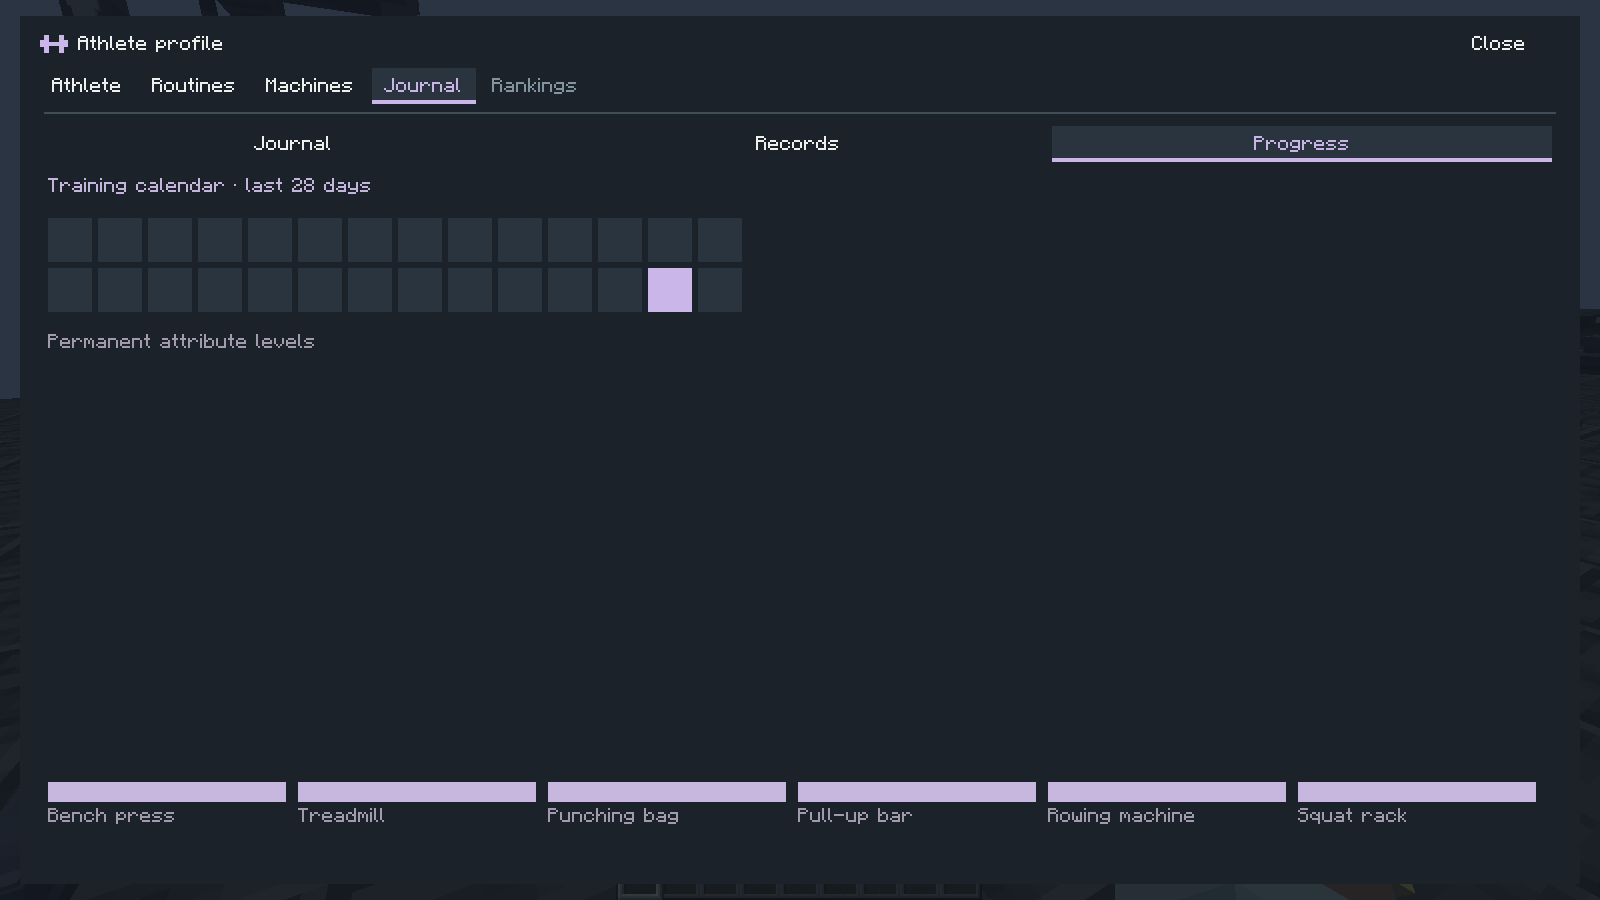 Athlete profile
Close
Athlete Routines Machines Journal Rankings
Journal Records Progress
Training calendar · last 28 days
Permanent attribute levels
Bench press Treadmill Punching bag Pull-up bar Rowing machine Squat rack